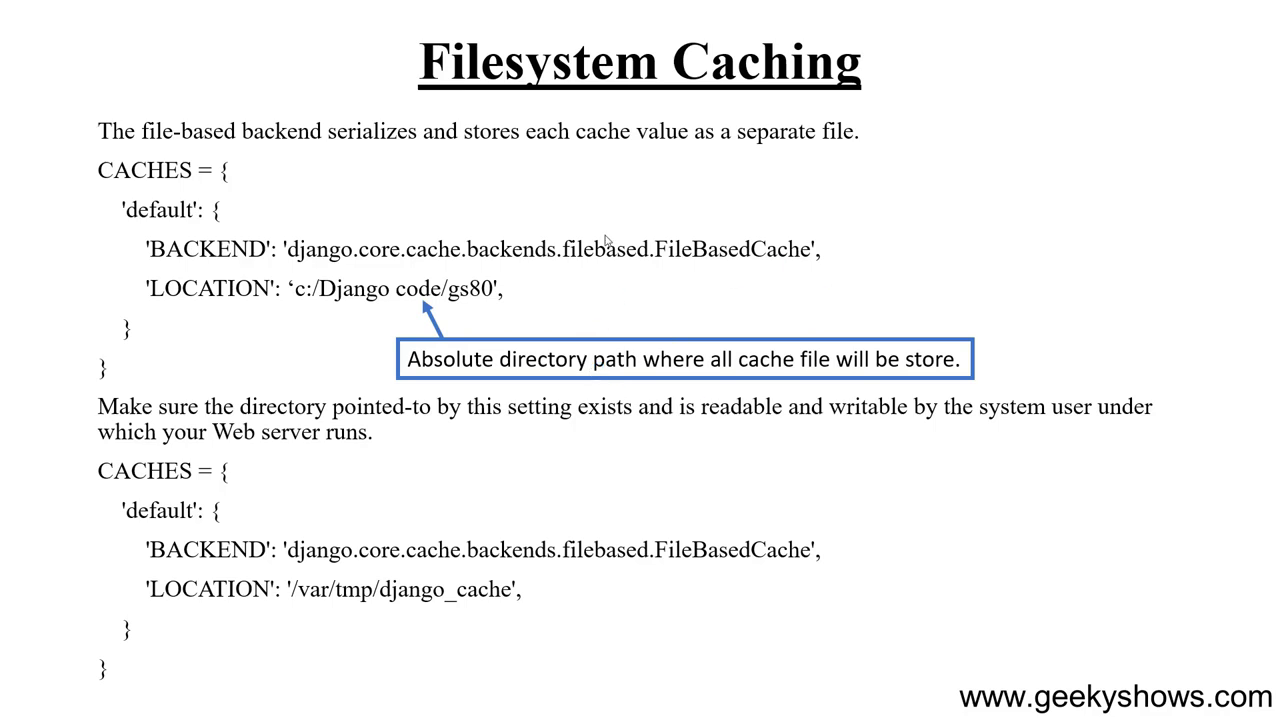 Filesystem Caching
The file-based backend serializes and stores each cache value as a separate file.
CACHES = {
'default': {
'BACKEND': 'django.core.cache.backends.filebased.FileBasedCache',
'LOCATION': ‘c:/Django code/gs80',
}
Absolute directory path where all cache file will be store.
}
Make sure the directory pointed-to by this setting exists and is readable and writable by the system user under
which your Web server runs.
CACHES = {
'default': {
'BACKEND': 'django.core.cache.backends.filebased.FileBasedCache',
'LOCATION': '/var/tmp/django_cache',
}
}
www.geekyshows.com